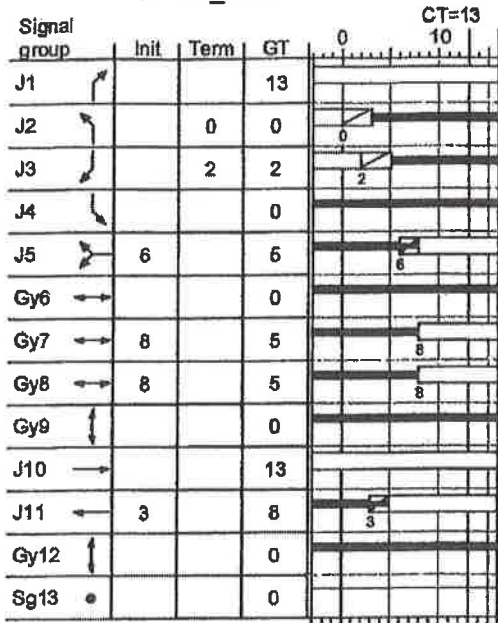 CT=13
Signal group Init Term GT 0 10
J1 13
J2 0 0 0
J3 2 2 2
J4 0
J5 6 5 6
Gy6 0
Gy7 8 5 8
Gy8 8 5 8
Gy9 0
J10 13
J11 3 8 3
Gy12 0
Sg13 0